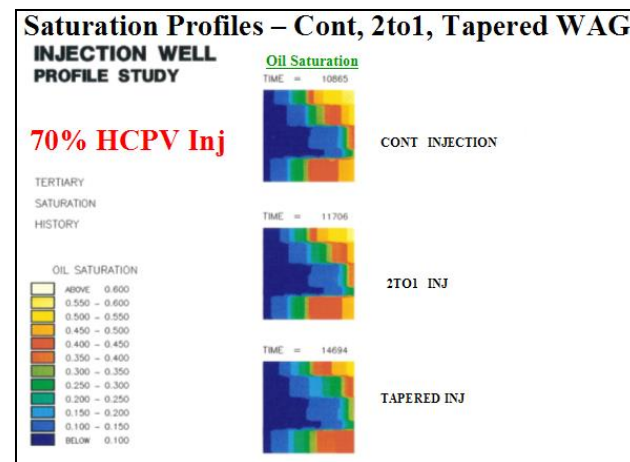 Saturation Profiles – Cont, 2to1, Tapered WAG
INJECTION WELL
PROFILE STUDY
Oil Saturation
TIME = 10865
70% HCPV Inj
CONT INJECTION
TERTIARY
SATURATION
HISTORY
TIME = 11706
OIL SATURATION
ABOVE 0.600
0.550 – 0.600
0.500 – 0.550
0.450 – 0.500
0.400 – 0.450
0.350 – 0.400
0.300 – 0.350
0.250 – 0.300
0.200 – 0.250
0.150 – 0.200
0.100 – 0.150
BELOW 0.100
2TO1 INJ
TIME = 14694
TAPERED INJ